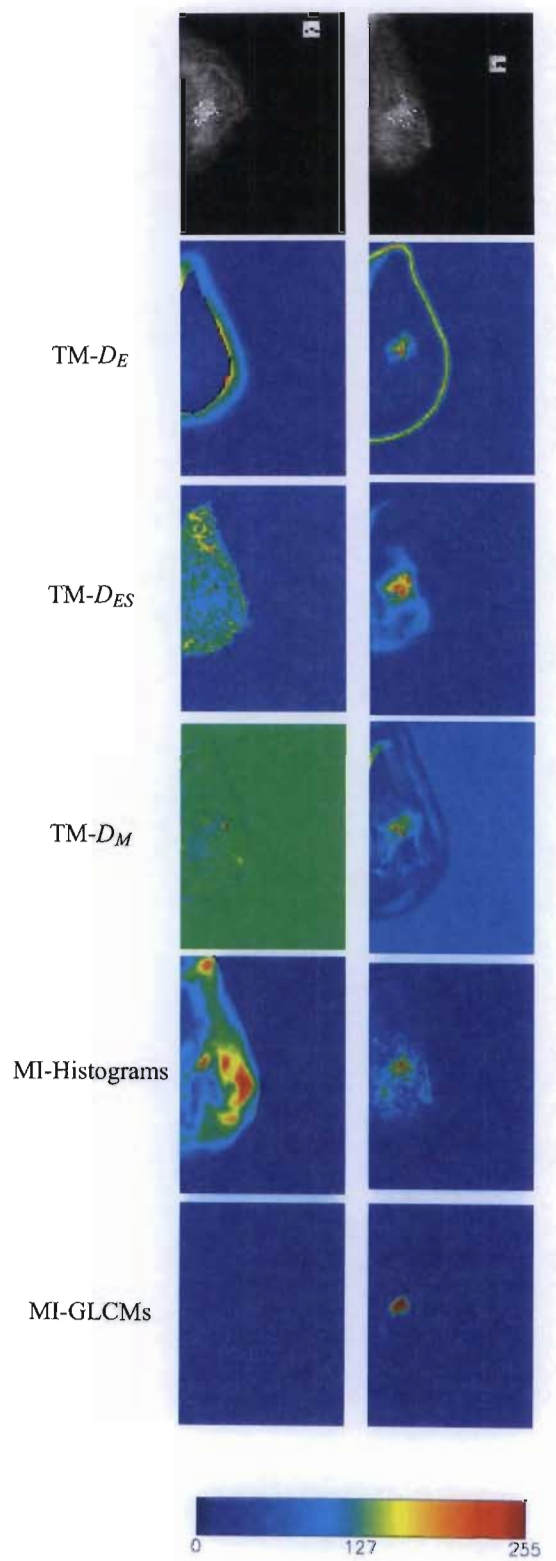 TM-D_E
TM-D_ES
TM-D_M
MI-Histograms
MI-GLCMs
0 127 255